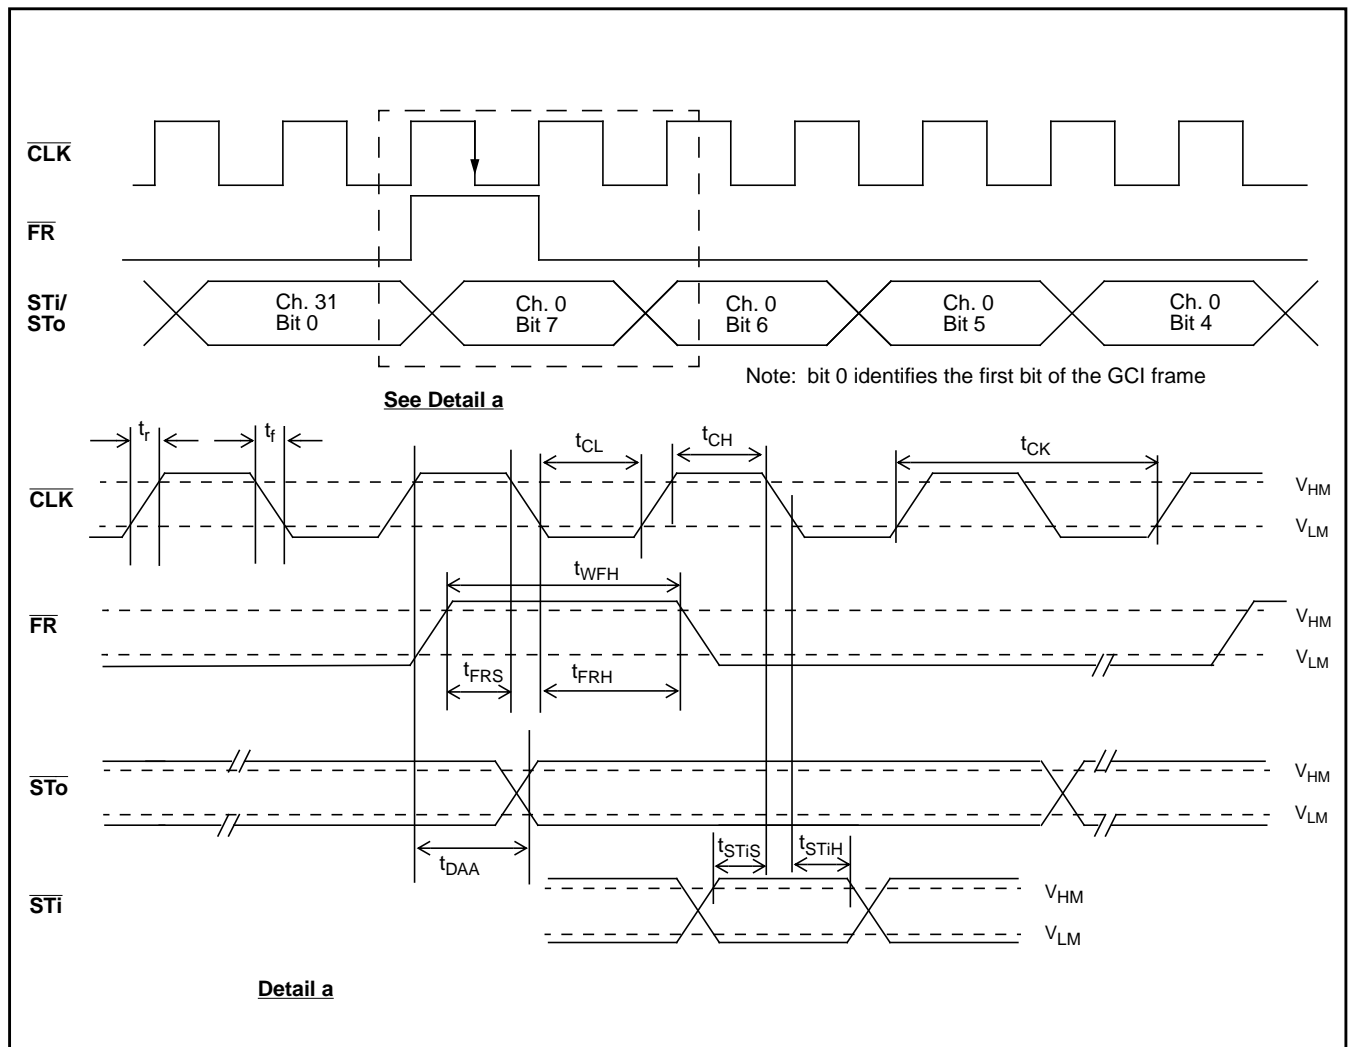 CLK
FR
STi/
STo
Ch. 31
Bit 0
Ch. 0
Bit 7
Ch. 0
Bit 6
Ch. 0
Bit 5
Ch. 0
Bit 4
Note: bit 0 identifies the first bit of the GCI frame
See Detail a
tr
tf
tCL
tCH
tCK
CLK
VHM
VLM
tWFH
FR
VHM
VLM
tFRS
tFRH
STo
VHM
VLM
tDAA
tSTiS
tSTiH
STi
VHM
VLM
Detail a